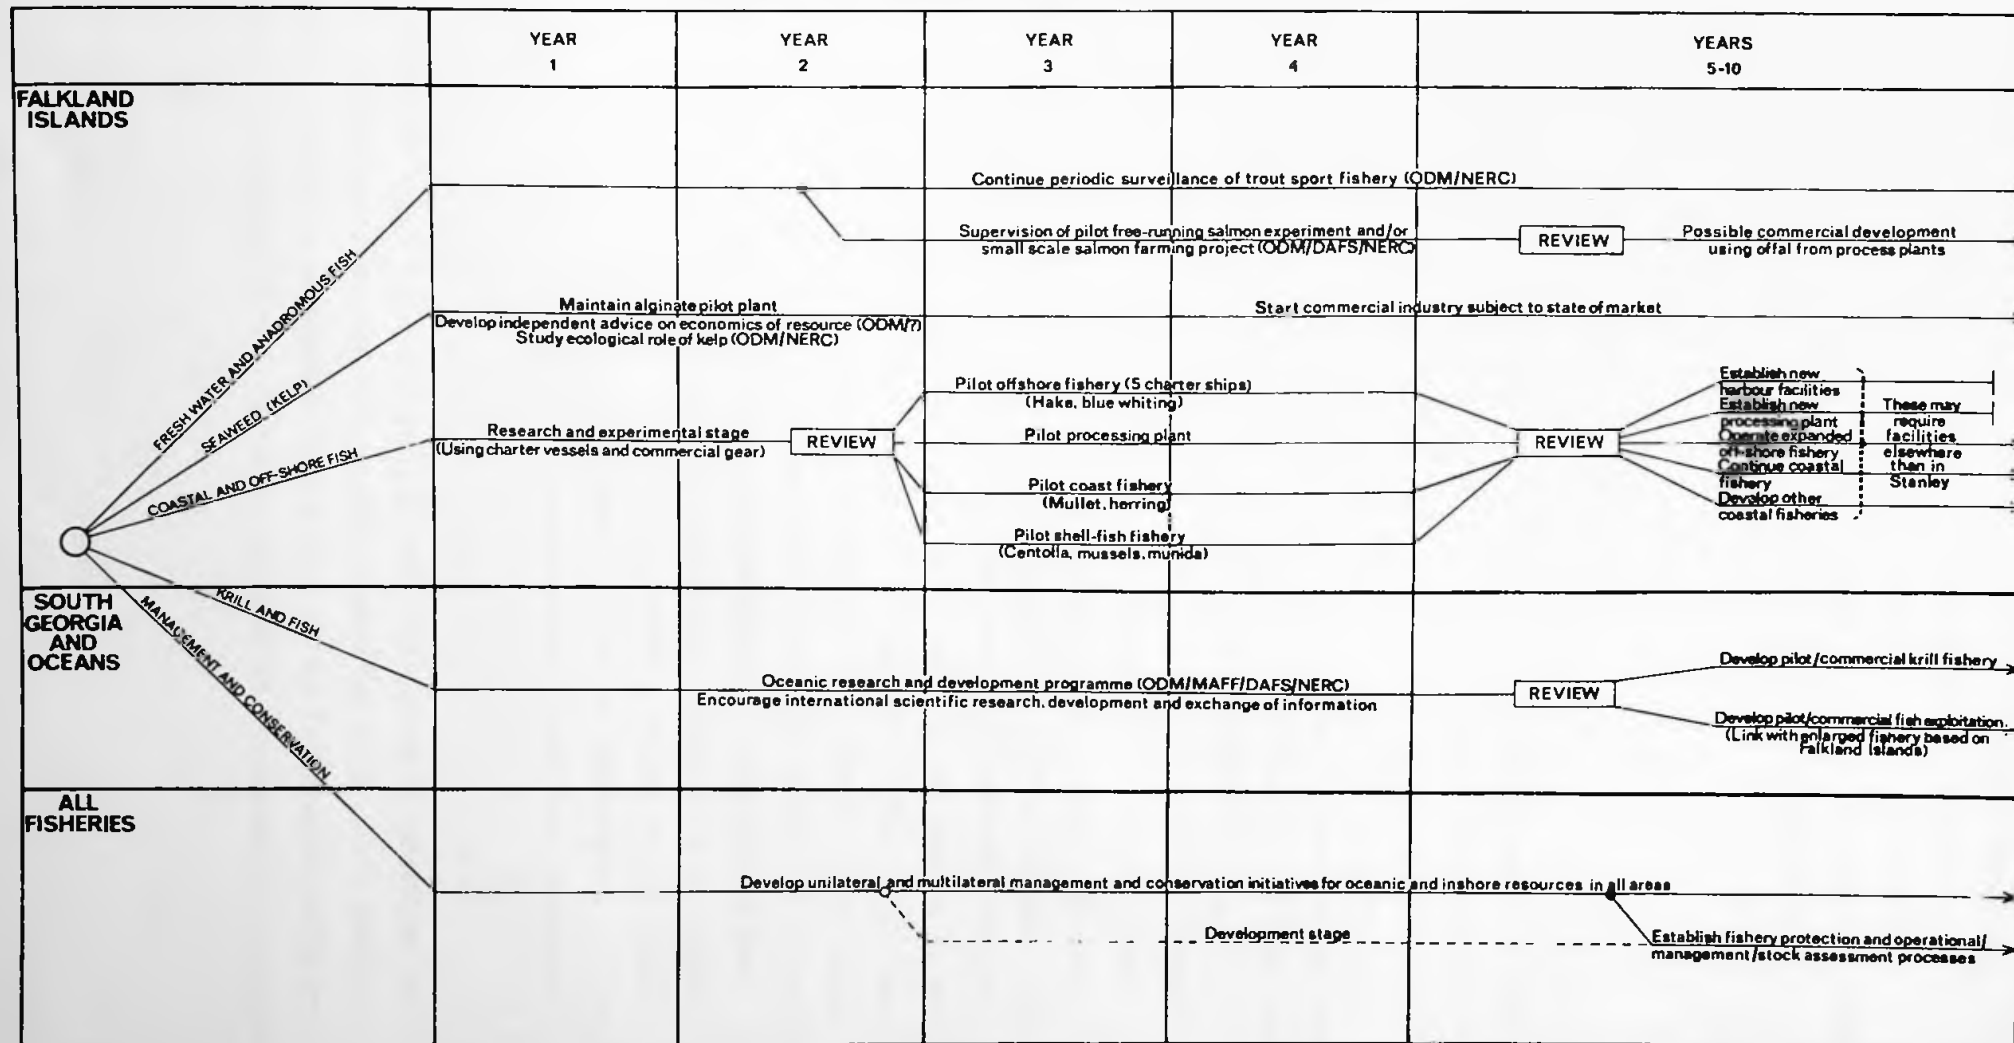 YEAR
1
YEAR
2
YEAR
3
YEAR
4
YEARS
5-10
FALKLAND
ISLANDS
FRESH WATER AND ANADROMOUS FISH
Continue periodic surveillance of trout sport fishery (ODM/NERC)
Supervision of pilot free-running salmon experiment and/or
small scale salmon farming project (ODM/DAFS/NERC)
REVIEW
Possible commercial development
using offal from process plants
SEAWEED (KELP)
Maintain alginate pilot plant
Develop independent advice on economics of resource (ODM/?)
Study ecological role of kelp (ODM/NERC)
Start commercial industry subject to state of market
COASTAL AND OFF-SHORE FISH
Research and experimental stage
(Using charter vessels and commercial gear)
REVIEW
Pilot offshore fishery (5 charter ships)
(Hake, blue whiting)
Pilot processing plant
Pilot coast fishery
(Mullet, herring)
Pilot shell-fish fishery
(Centolla, mussels, munida)
REVIEW
Establish new
harbour facilities
Establish new
processing plant
Operate expanded
off-shore fishery
Continue coastal
fishery
Develop other
coastal fisheries
These may
require
facilities
elsewhere
than in
Stanley
SOUTH
GEORGIA
AND
OCEANS
KRILL AND FISH
Oceanic research and development programme (ODM/MAFF/DAFS/NERC)
Encourage international scientific research, development and exchange of information
REVIEW
Develop pilot/commercial krill fishery
Develop pilot/commercial fish exploitation.
(Link with enlarged fishery based on
Falkland Islands)
MANAGEMENT AND CONSERVATION
ALL
FISHERIES
Develop unilateral and multilateral management and conservation initiatives for oceanic and inshore resources in all areas
Development stage
Establish fishery protection and operational/
management/stock assessment processes